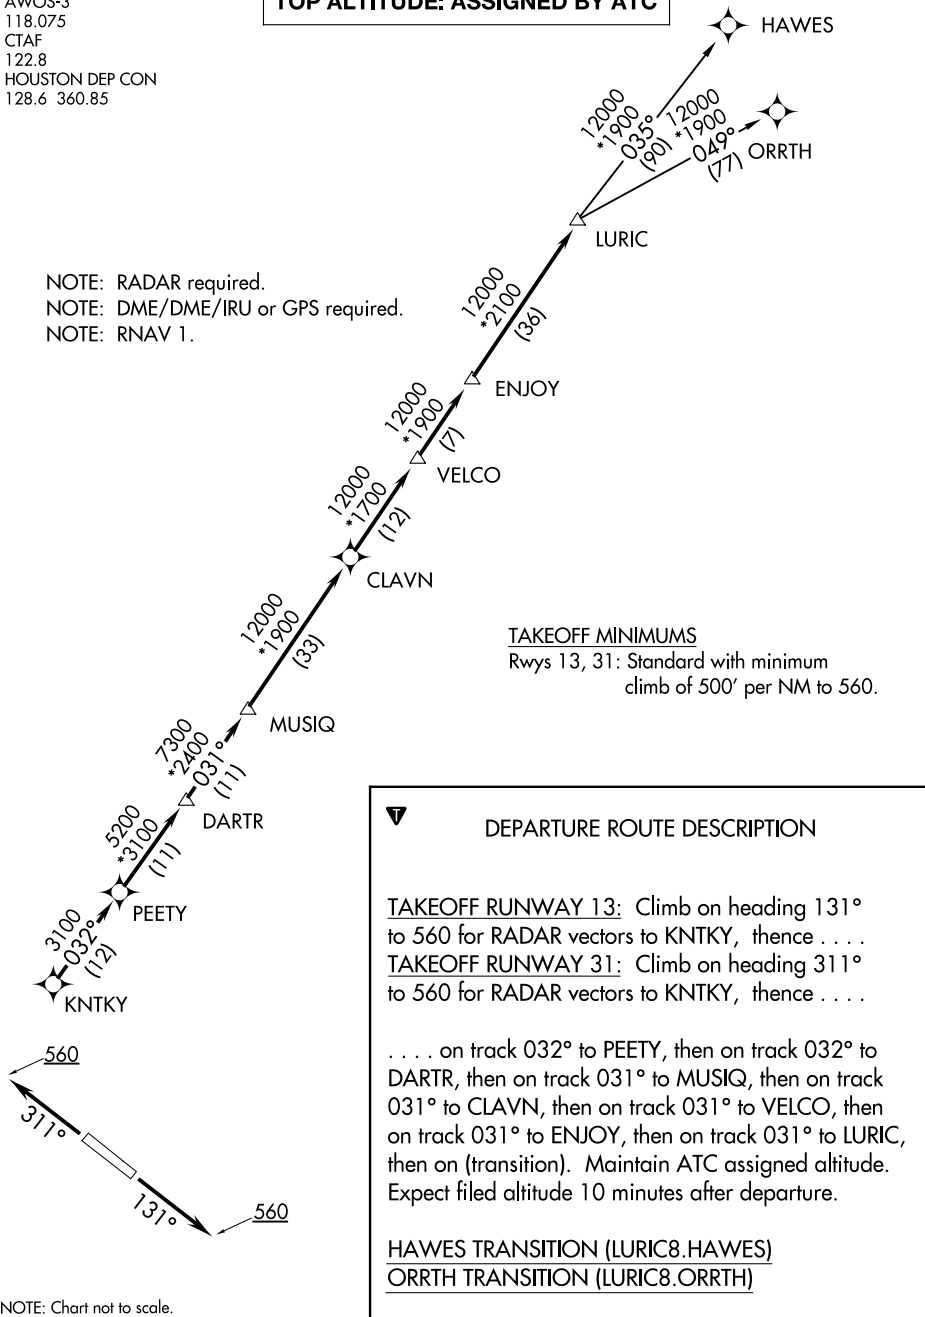 AWOS-3
118.075
CTAF
122.8
HOUSTON DEP CON
128.6 360.85
TOP ALTITUDE: ASSIGNED BY ATC
HAWES
12000
*1900
035°
(90)
12000
*1900
049°
(77)
ORRTH
LURIC
NOTE: RADAR required.
NOTE: DME/DME/IRU or GPS required.
NOTE: RNAV 1.
12000
*2100
(36)
ENJOY
12000
*1900
(7)
VELCO
12000
*1700
(12)
CLAVN
12000
*1900
(33)
TAKEOFF MINIMUMS
Rwys 13, 31: Standard with minimum
climb of 500' per NM to 560.
MUSIQ
7300
*2400
031°
(11)
DARTR
5200
*3100
(11)
PEETY
3100
032°
(12)
KNTKY
560
311°
131°
560
NOTE: Chart not to scale.
T
DEPARTURE ROUTE DESCRIPTION
TAKEOFF RUNWAY 13: Climb on heading 131°
to 560 for RADAR vectors to KNTKY, thence . . . .
TAKEOFF RUNWAY 31: Climb on heading 311°
to 560 for RADAR vectors to KNTKY, thence . . . .
. . . . on track 032° to PEETY, then on track 032° to
DARTR, then on track 031° to MUSIQ, then on track
031° to CLAVN, then on track 031° to VELCO, then
on track 031° to ENJOY, then on track 031° to LURIC,
then on (transition). Maintain ATC assigned altitude.
Expect filed altitude 10 minutes after departure.
HAWES TRANSITION (LURIC8.HAWES)
ORRTH TRANSITION (LURIC8.ORRTH)